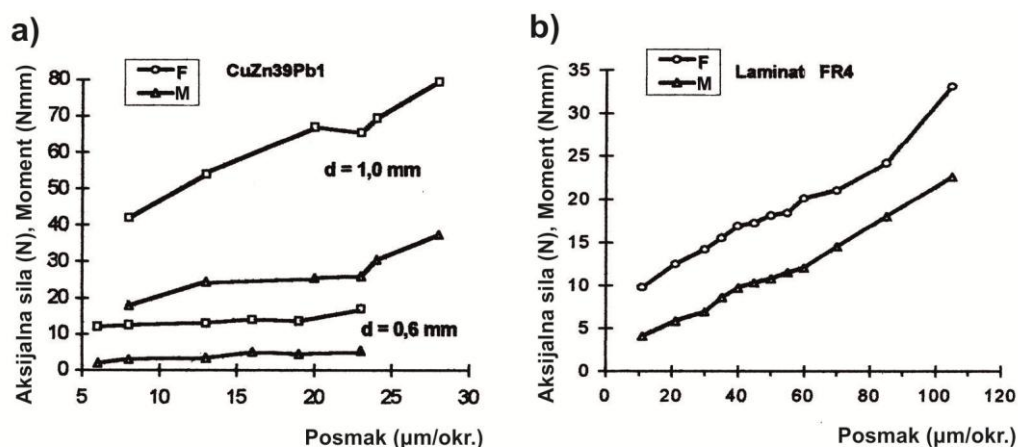 a)
F
M
CuZn39Pb1
Aksijalna sila (N), Moment (Nmm)
80
70
60
50
40
30
20
10
0
d = 1,0 mm
d = 0,6 mm
5 10 15 20 25 30
Posmak (µm/okr.)
b)
F
M
Laminat FR4
Aksijalna sila (N), Moment (Nmm)
35
30
25
20
15
10
5
0
0 20 40 60 80 100 120
Posmak (µm/okr.)